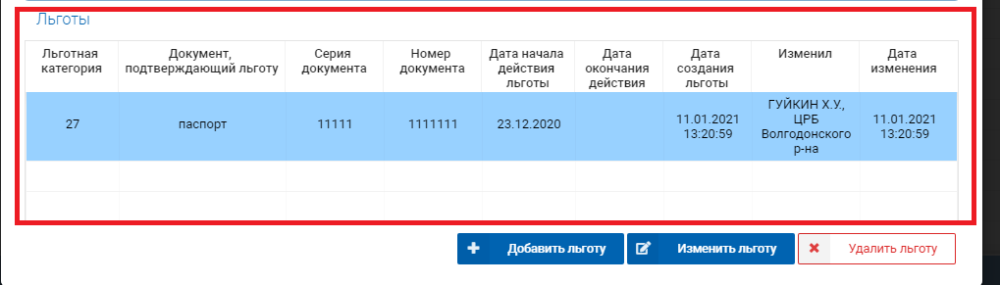 Льготы
Льготная категория
Документ, подтверждающий льготу
Серия документа
Номер документа
Дата начала действия льготы
Дата окончания действия
Дата создания льготы
Изменил
Дата изменения
27
паспорт
11111
1111111
23.12.2020
11.01.2021 13:20:59
ГУЙКИН Х.У., ЦРБ Волгодонского р-на
11.01.2021 13:20:59
Добавить льготу
Изменить льготу
Удалить льготу